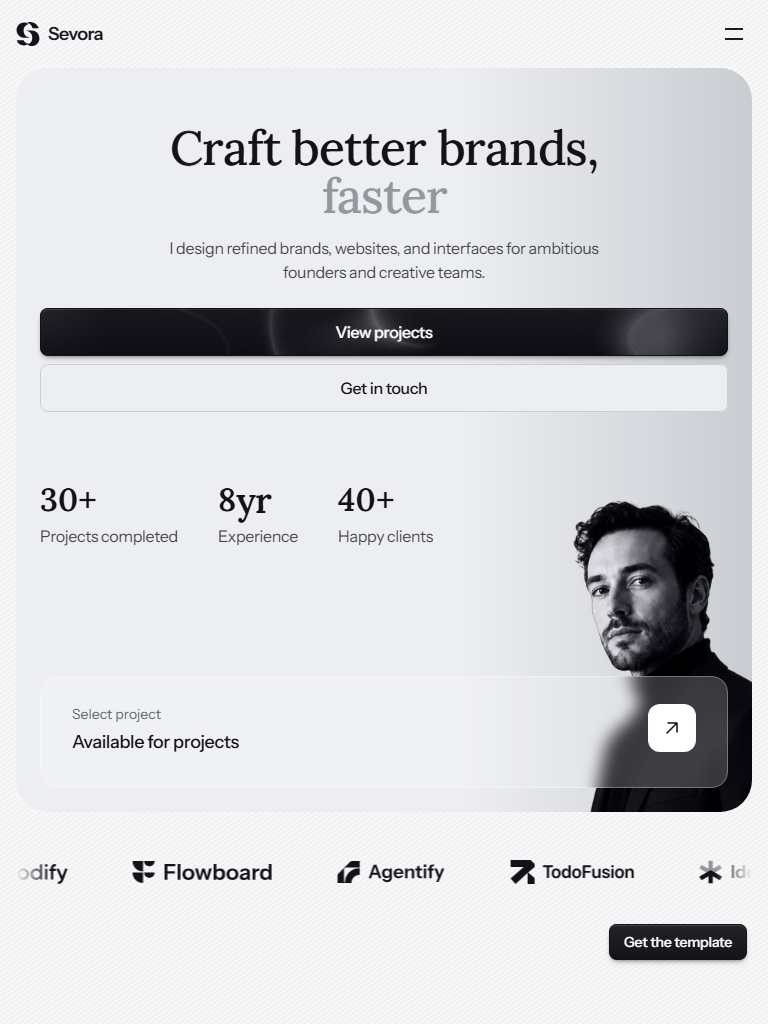 Sevora
Craft better brands,
faster
I design refined brands, websites, and interfaces for ambitious
founders and creative teams.
View projects
Get in touch
30+
Projects completed
8yr
Experience
40+
Happy clients
Select project
Available for projects
odify
Flowboard
Agentify
TodoFusion
Get the template